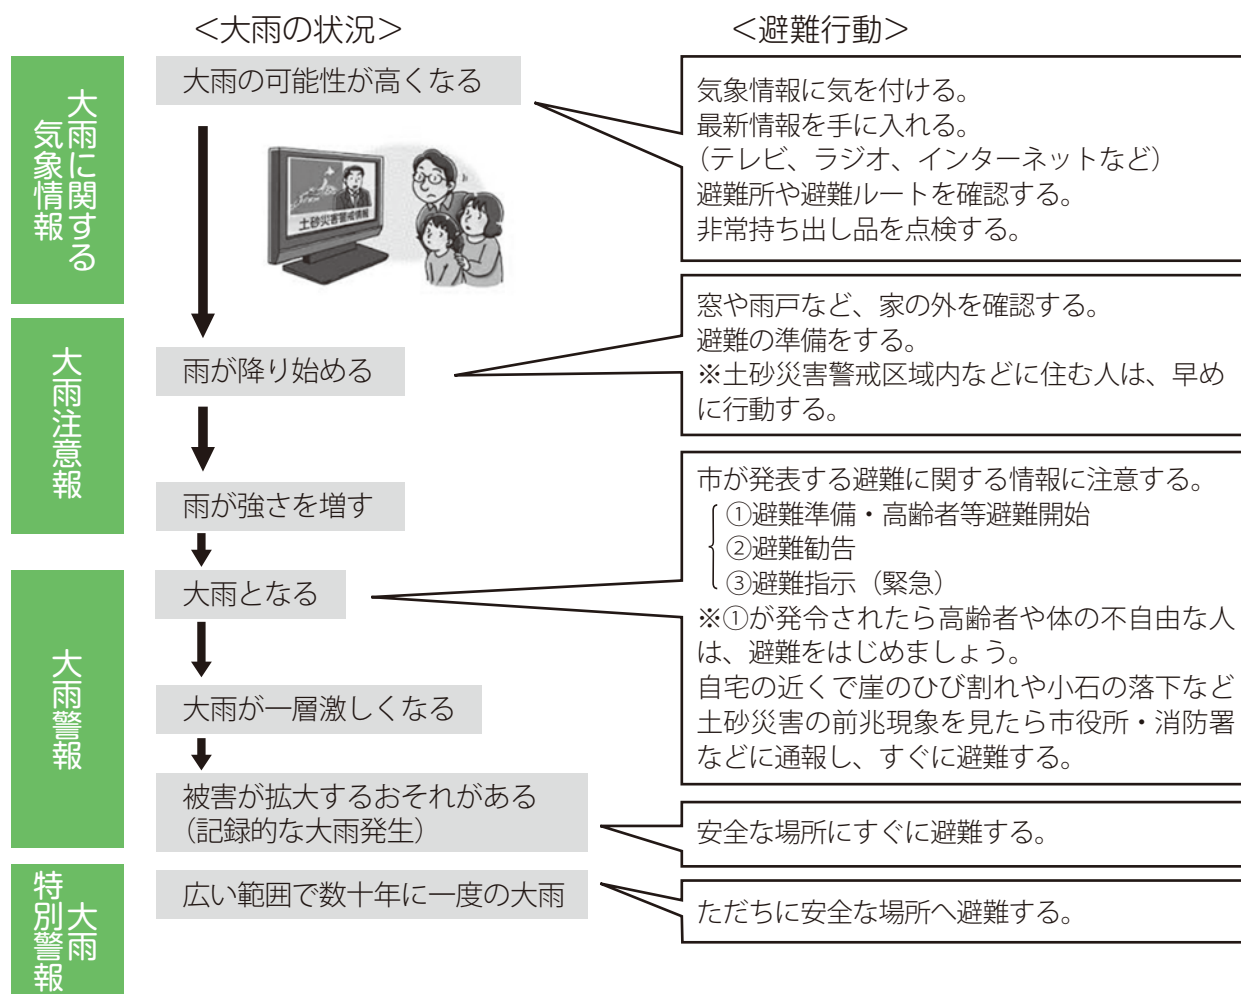 ＜大雨の状況＞
＜避難行動＞
大雨に関する
気象情報
大雨の可能性が高くなる
土砂災害警戒情報
気象情報に気を付ける。
最新情報を手に入れる。
（テレビ、ラジオ、インターネットなど）
避難所や避難ルートを確認する。
非常持ち出し品を点検する。
大雨注意報
雨が降り始める
窓や雨戸など、家の外を確認する。
避難の準備をする。
※土砂災害警戒区域内などに住む人は、早め
に行動する。
雨が強さを増す
大雨警報
大雨となる
市が発表する避難に関する情報に注意する。
①避難準備・高齢者等避難開始
②避難勧告
③避難指示（緊急）
※①が発令されたら高齢者や体の不自由な人
は、避難をはじめましょう。
自宅の近くで崖のひび割れや小石の落下など
土砂災害の前兆現象を見たら市役所・消防署
などに通報し、すぐに避難する。
大雨が一層激しくなる
被害が拡大するおそれがある
（記録的な大雨発生）
安全な場所にすぐに避難する。
大雨
特別警報
広い範囲で数十年に一度の大雨
ただちに安全な場所へ避難する。